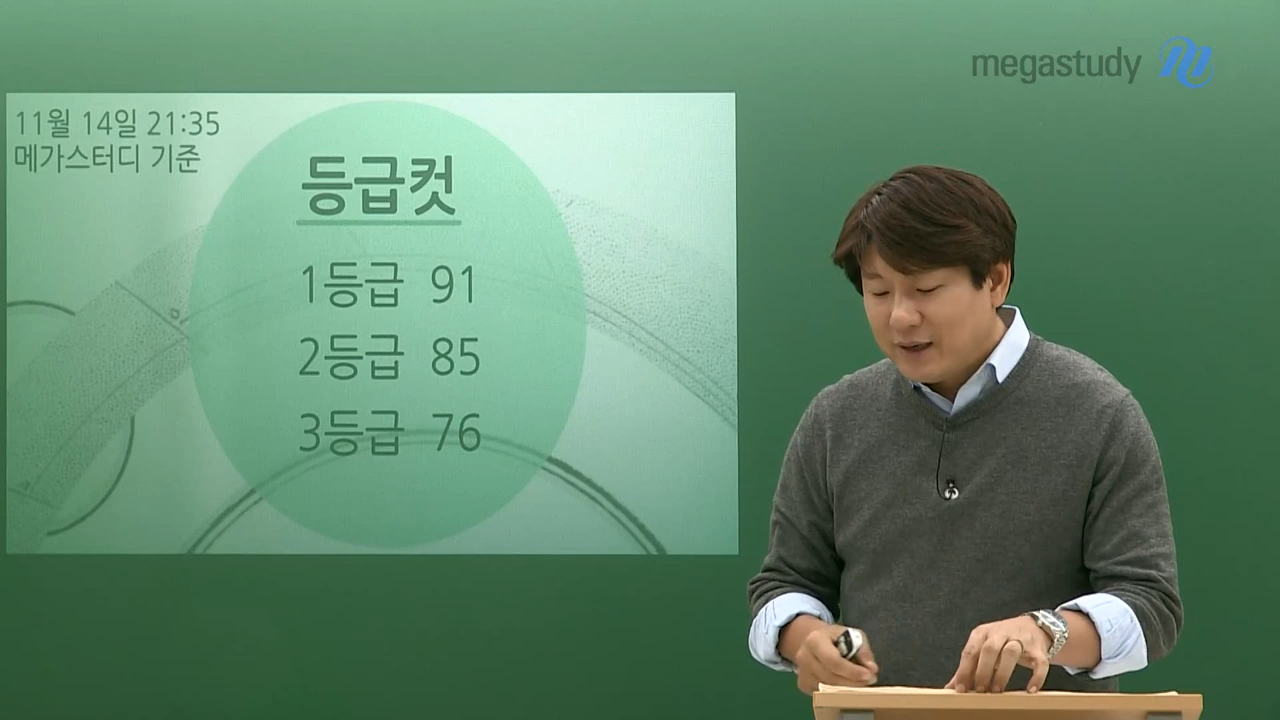 megastudy
11월 14일 21:35
메가스터디 기준
등급컷
1등급 91
2등급 85
3등급 76